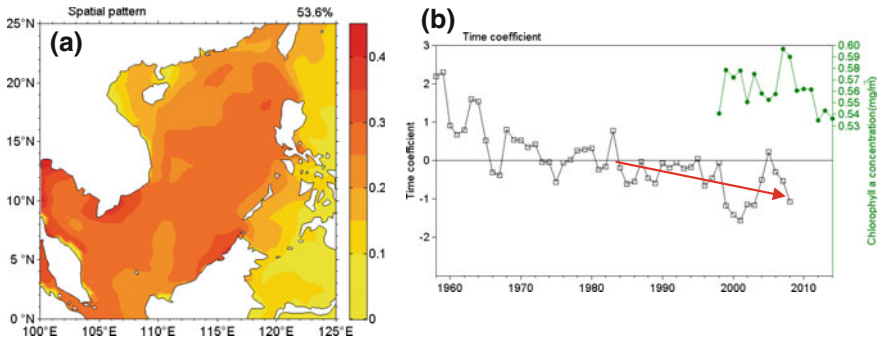 Spatial pattern 53.6%
(a)
25°N
20°N
15°N
10°N
5°N
0°N
100°E 105°E 110°E 115°E 120°E 125°E
0.4
0.3
0.2
0.1
0
(b)
Time coefficient
3
2
1
0
-1
-2
Time coefficient
1960 1970 1980 1990 2000 2010
0.60
0.59
0.58
0.57
0.56
0.55
0.54
0.53
Chlorophyll a concentration(mg/m³)